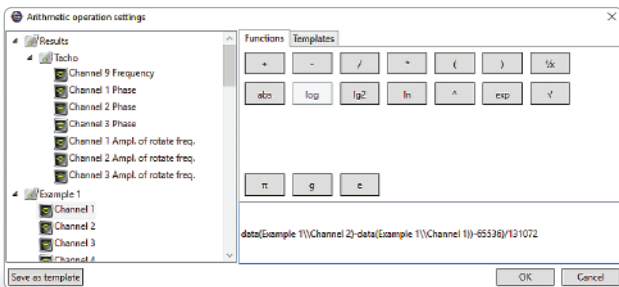 Arithmetic operation settings
Results
Tacho
Channel 9 Frequency
Channel 1 Phase
Channel 2 Phase
Channel 3 Phase
Channel 1 Ampl. of rotate freq.
Channel 2 Ampl. of rotate freq.
Channel 3 Ampl. of rotate freq.
Example 1
Channel 1
Channel 2
Channel 3
Channel 4
Save as template
Functions Templates
+ - / * ( ) ⅟x
abs log lg2 ln ^ exp √
π g e
data(Example 1\\Channel 2)-data(Example 1\\Channel 1))-65536)/131072
OK Cancel